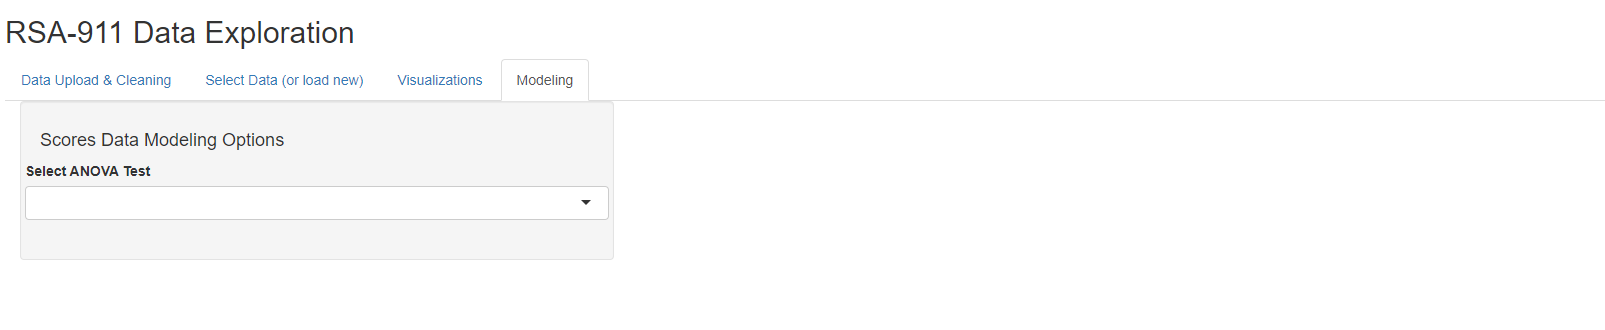 RSA-911 Data Exploration
Data Upload & Cleaning Select Data (or load new) Visualizations Modeling
Scores Data Modeling Options
Select ANOVA Test